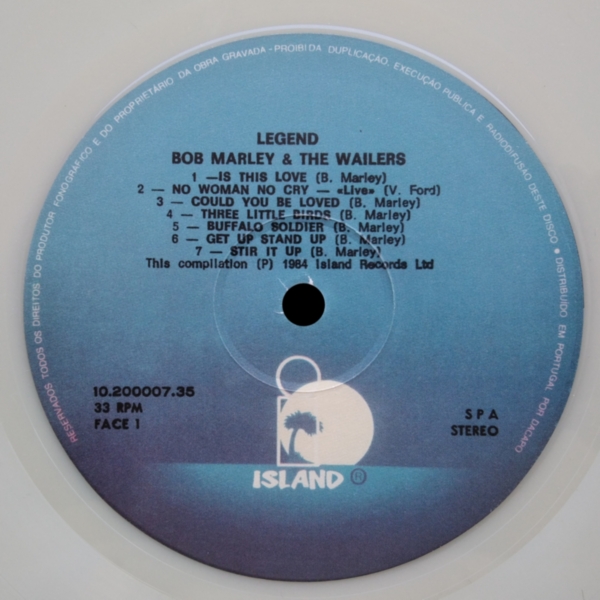 RESERVADOS TODOS OS DIREITOS DO PRODUTOR FONOGRÁFICO E DO PROPRIETÁRIO DA OBRA GRAVADA - PROIBIDA DUPLICAÇÃO, EXECUÇÃO PUBLICA E RADIODIFUSÃO DESTE DISCO • DISTRIBUIDO EM PORTUGAL POR DACAPO
LEGEND
BOB MARLEY & THE WAILERS
1 —IS THIS LOVE (B. Marley)
2 — NO WOMAN NO CRY — «Live» (V. Ford)
3 — COULD YOU BE LOVED (B. Marley)
4 — THREE LITTLE BIRDS (B. Marley)
5 — BUFFALO SOLDIER (B. Marley)
6 — GET UP STAND UP (B. Marley)
7 — STIR IT UP (B. Marley)
This compilation (P) 1984 Island Records Ltd
10.200007.35
33 RPM
FACE 1
S P A
STEREO
ISLAND ®